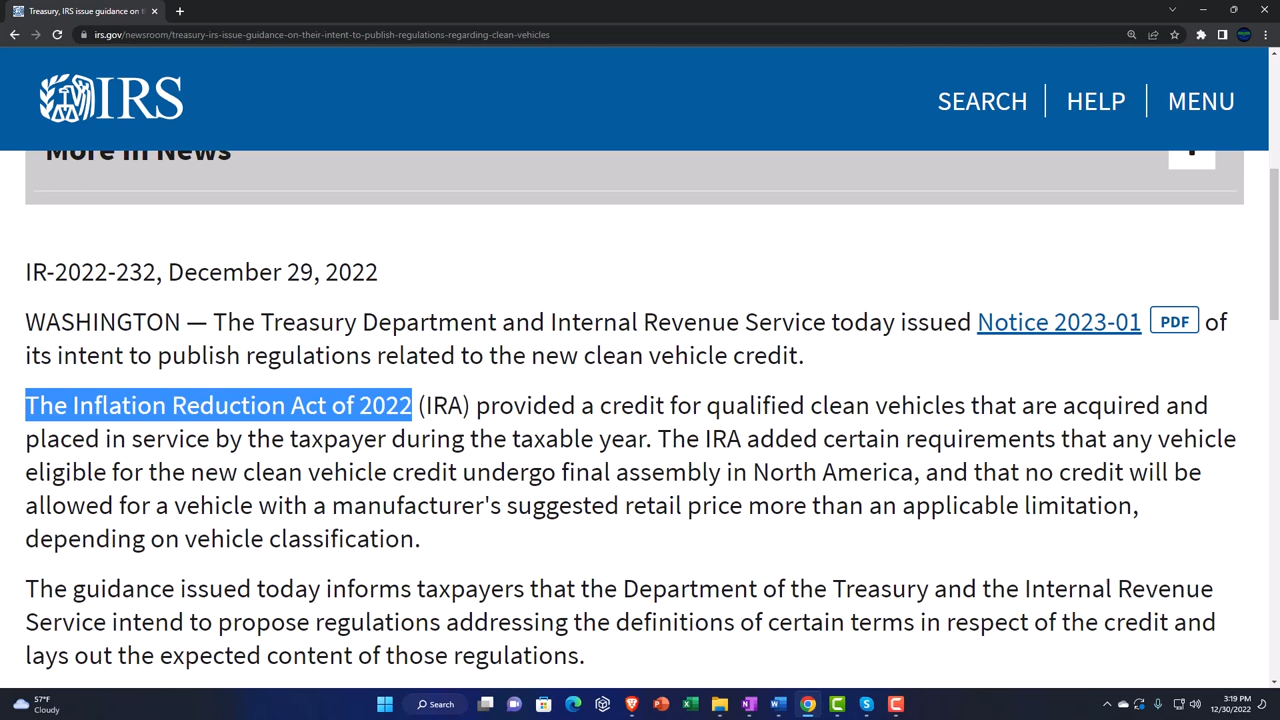 Treasury, IRS issue guidance on t
irs.gov/newsroom/treasury-irs-issue-guidance-on-their-intent-to-publish-regulations-regarding-clean-vehicles
IRS
SEARCH HELP MENU
More In News
IR-2022-232, December 29, 2022
WASHINGTON — The Treasury Department and Internal Revenue Service today issued Notice 2023-01 PDF of
its intent to publish regulations related to the new clean vehicle credit.
The Inflation Reduction Act of 2022 (IRA) provided a credit for qualified clean vehicles that are acquired and
placed in service by the taxpayer during the taxable year. The IRA added certain requirements that any vehicle
eligible for the new clean vehicle credit undergo final assembly in North America, and that no credit will be
allowed for a vehicle with a manufacturer's suggested retail price more than an applicable limitation,
depending on vehicle classification.
The guidance issued today informs taxpayers that the Department of the Treasury and the Internal Revenue
Service intend to propose regulations addressing the definitions of certain terms in respect of the credit and
lays out the expected content of those regulations.
57°F
Cloudy
Search
3:19 PM
12/30/2022